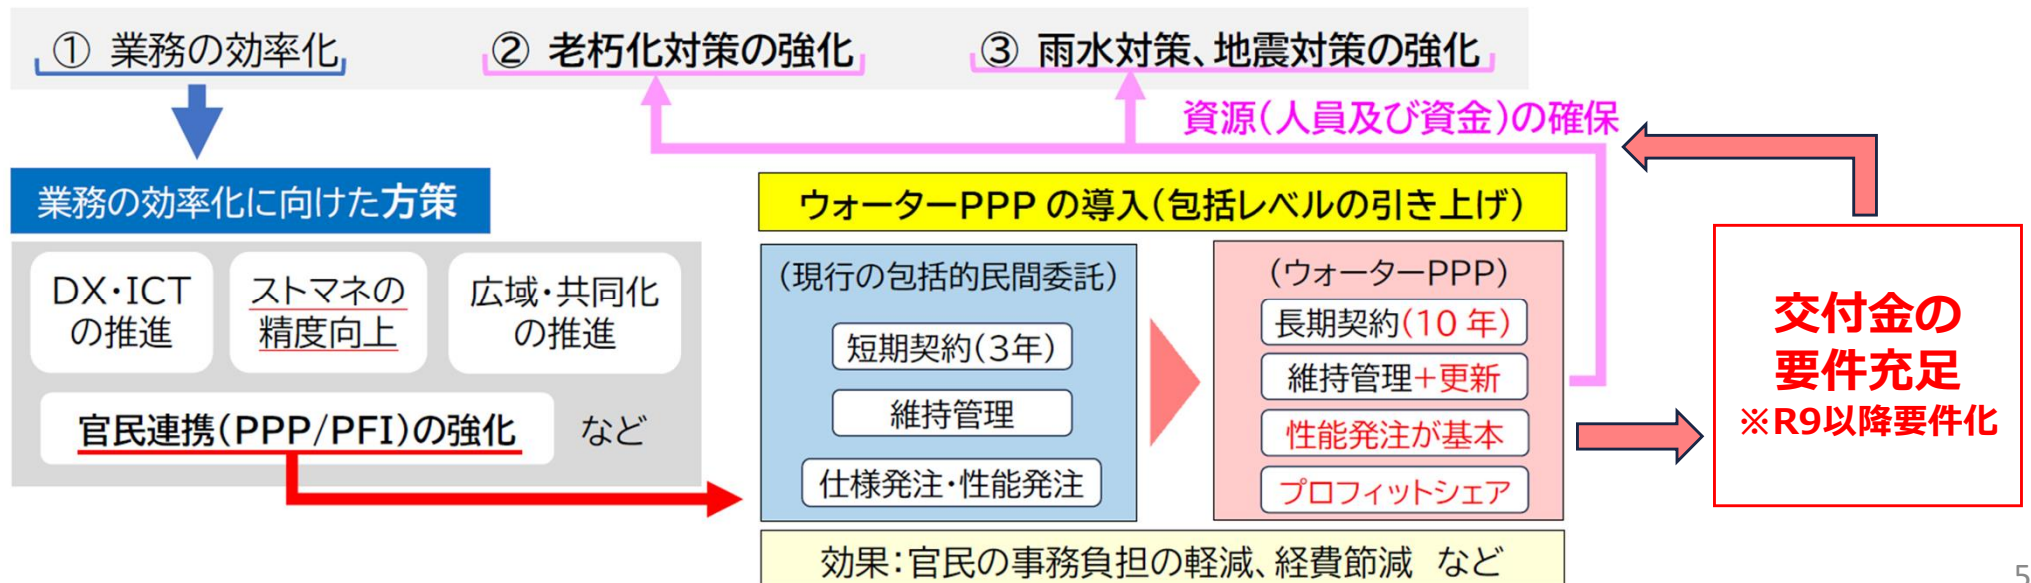 ① 業務の効率化
② 老朽化対策の強化
③ 雨水対策、地震対策の強化
資源(人員及び資金)の確保
業務の効率化に向けた方策
DX・ICT
の推進
ストマネの
精度向上
広域・共同化
の推進
官民連携(PPP/PFI)の強化
など
ウォーターPPP の導入(包括レベルの引き上げ)
(現行の包括的民間委託)
短期契約(3年)
維持管理
仕様発注・性能発注
(ウォーターPPP)
長期契約(10 年)
維持管理+更新
性能発注が基本
プロフィットシェア
効果:官民の事務負担の軽減、経費節減 など
交付金の
要件充足
※R9以降要件化
5